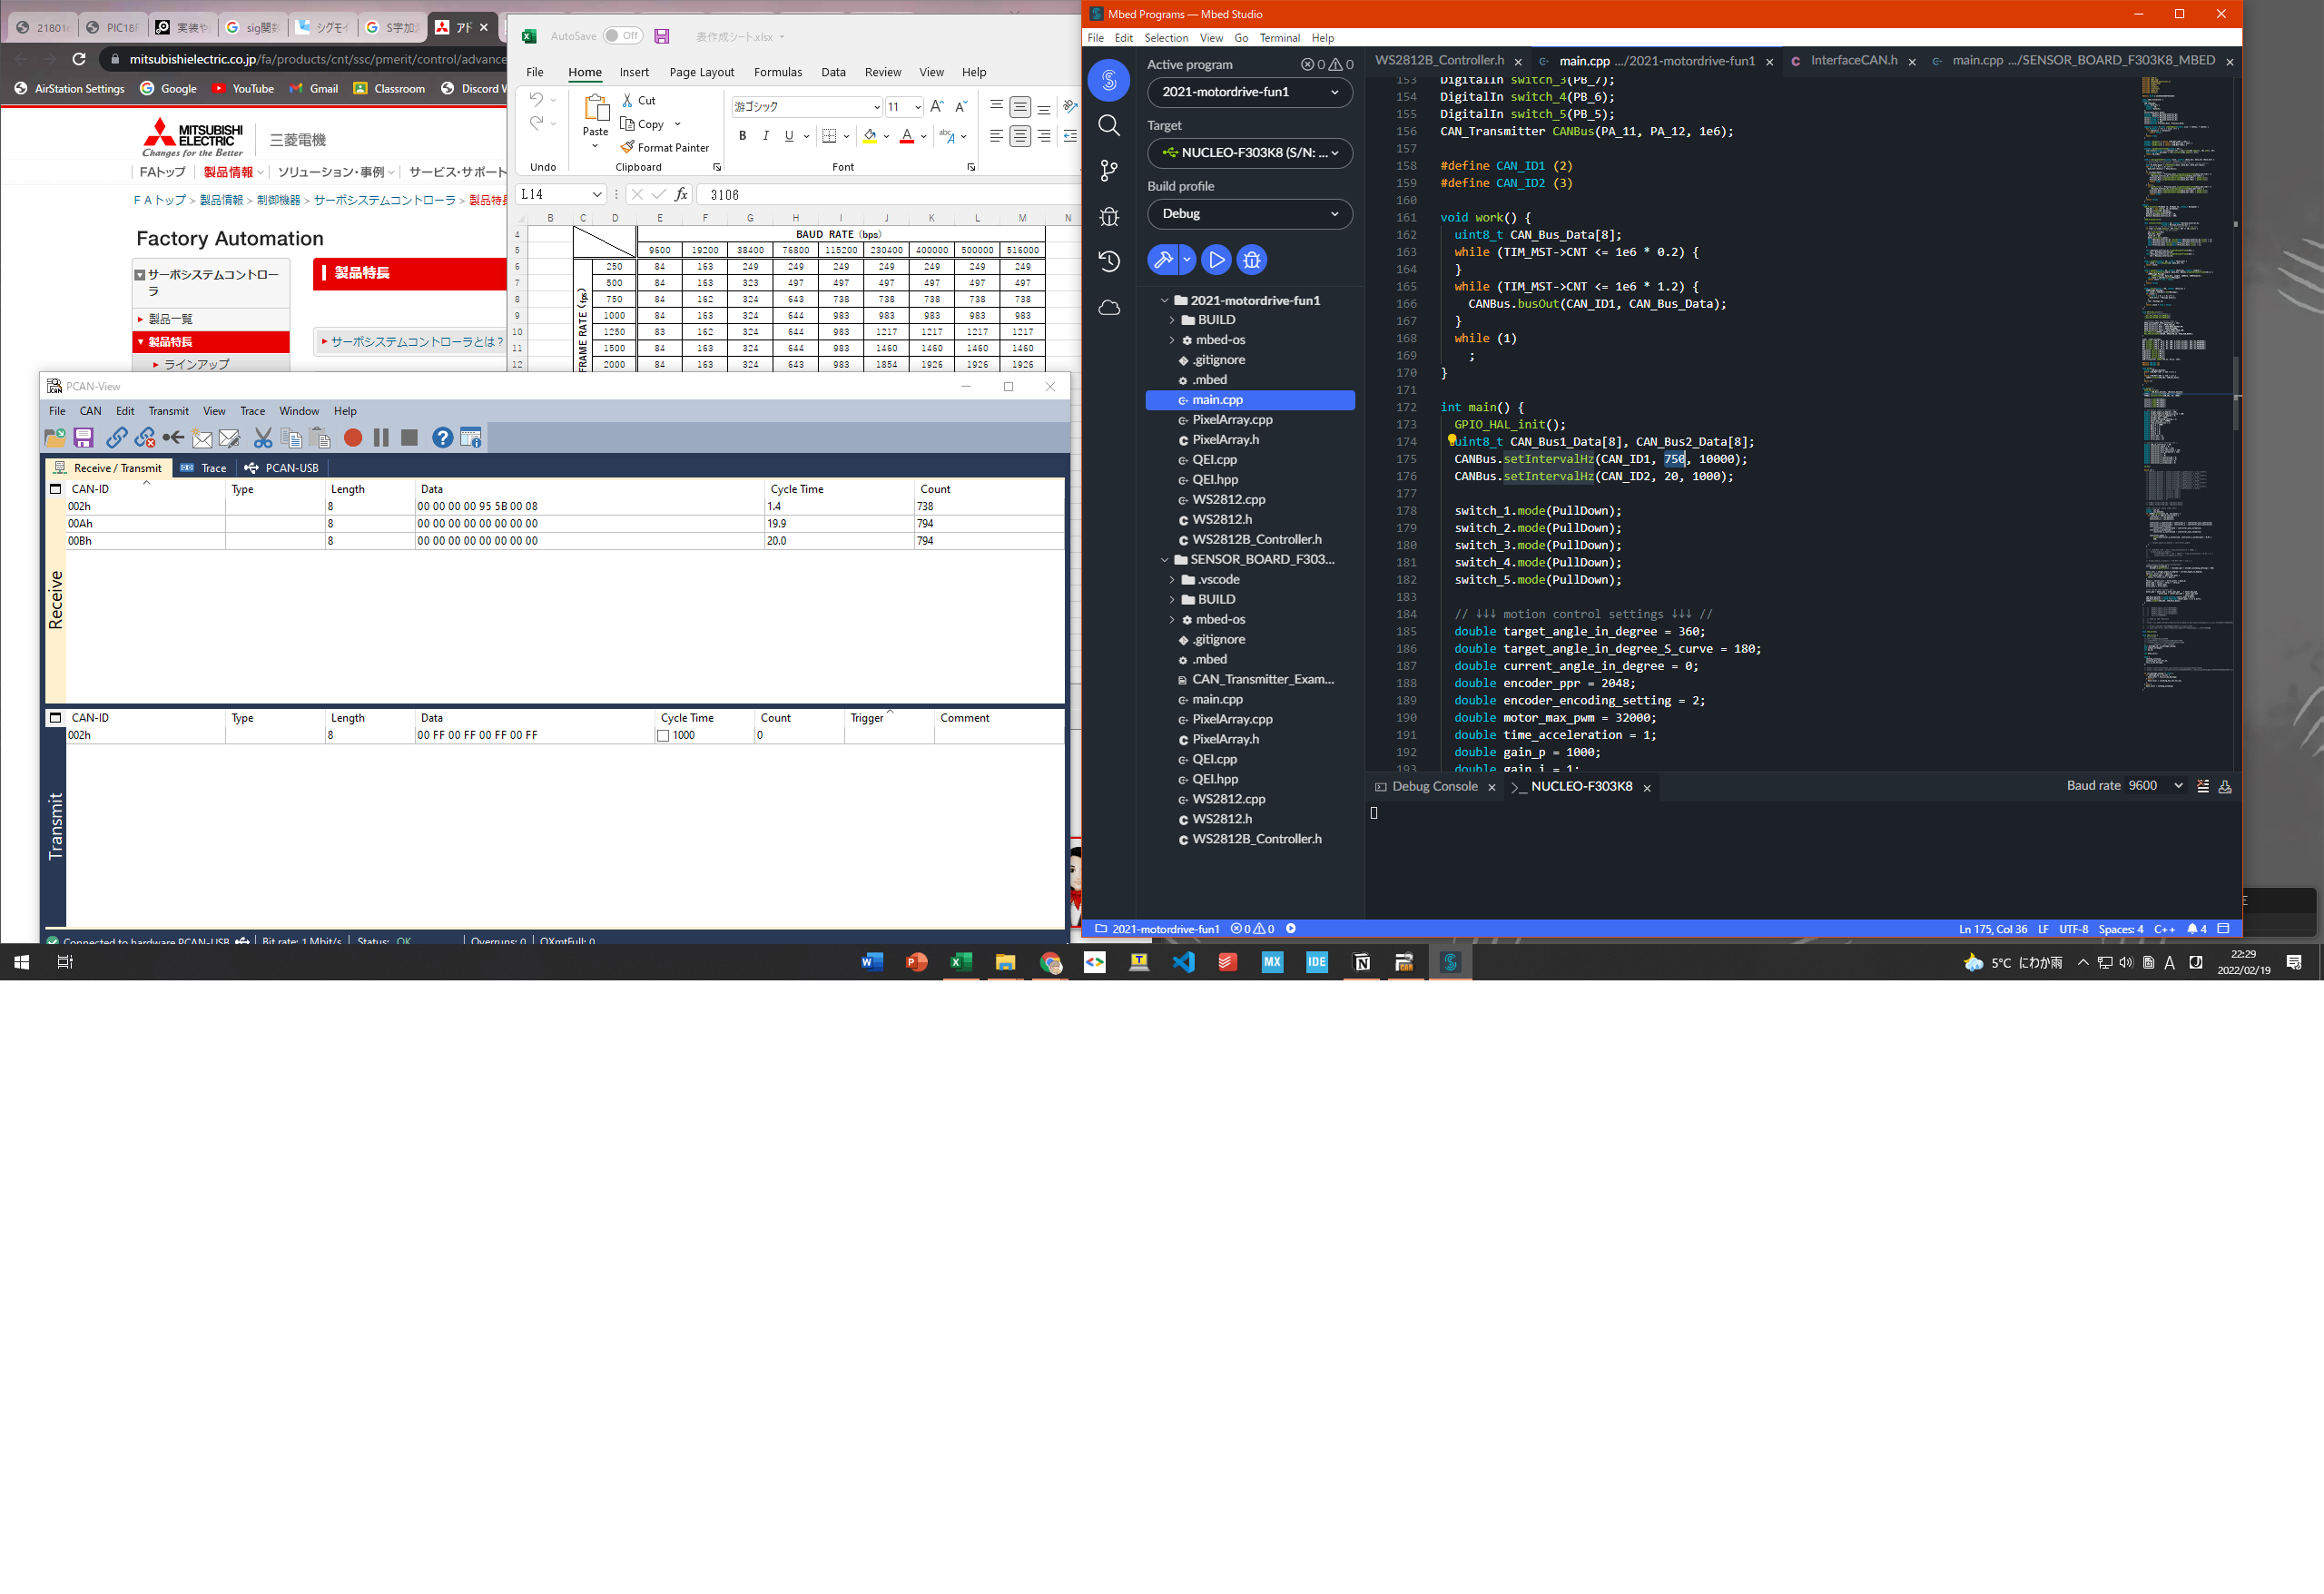 21801
PIC18F
実装や
sig関数
シグモイ
S字加
アド
mitsubishielectric.co.jp/fa/products/cnt/ssc/pmerit/control/advance
AirStation Settings Google YouTube Gmail Classroom Discord
MITSUBISHI ELECTRIC
Changes for the Better
三菱電機
FAトップ 製品情報 ソリューション・事例 サービス・サポート
ＦＡトップ > 製品情報 > 制御機器 > サーボシステムコントローラ > 製品特長
Factory Automation
サーボシステムコントローラ
製品一覧
製品特長
ラインアップ
製品特長
サーボシステムコントローラとは?
AutoSave Off 表作成シート.xlsx
File Home Insert Page Layout Formulas Data Review View Help
Cut
Copy
Format Painter
Paste
Undo Clipboard Font
游ゴシック 11
L14 3106
B C D E F G H I J K L M N
BAUD RATE (bps)
5 9600 19200 38400 76800 115200 230400 400000 500000 516000
FRAME RATE (fps)
6 250 84 163 249 249 249 249 249 249 249
7 500 84 163 323 497 497 497 497 497 497
8 750 84 162 324 643 738 738 738 738 738
9 1000 84 163 324 643 983 983 983 983 983
10 1250 83 162 324 644 983 1217 1217 1217 1217
11 1500 84 163 324 644 983 1460 1460 1460 1460
12 2000 84 163 324 643 983 1854 1926 1926 1926
PCAN-View
File CAN Edit Transmit View Trace Window Help
Receive / Transmit Trace PCAN-USB
Receive
CAN-ID Type Length Data Cycle Time Count
002h 8 00 00 00 00 95 5B 00 08 1.4 738
00Ah 8 00 00 00 00 00 00 00 00 19.9 794
00Bh 8 00 00 00 00 00 00 00 00 20.0 794
Transmit
CAN-ID Type Length Data Cycle Time Count Trigger Comment
002h 8 00 FF 00 FF 00 FF 00 FF 1000 0
Connected to hardware PCAN-USB Bit rate: 1 Mbit/s Status: OK Overruns: 0 QXmtFull: 0
Mbed Programs — Mbed Studio
File Edit Selection View Go Terminal Help
Active program 0 0
2021-motordrive-fun1
Target
NUCLEO-F303K8 (S/N: ...
Build profile
Debug
2021-motordrive-fun1
BUILD
mbed-os
.gitignore
.mbed
main.cpp
PixelArray.cpp
PixelArray.h
QEI.cpp
QEI.hpp
WS2812.cpp
WS2812.h
WS2812B_Controller.h
SENSOR_BOARD_F303...
.vscode
BUILD
mbed-os
.gitignore
.mbed
CAN_Transmitter_Exam...
main.cpp
PixelArray.cpp
PixelArray.h
QEI.cpp
QEI.hpp
WS2812.cpp
WS2812.h
WS2812B_Controller.h
WS2812B_Controller.h main.cpp .../2021-motordrive-fun1 InterfaceCAN.h main.cpp .../SENSOR_BOARD_F303K8_MBED
153 DigitalIn switch_3(PB_7);
154 DigitalIn switch_4(PB_6);
155 DigitalIn switch_5(PB_5);
156 CAN_Transmitter CANBus(PA_11, PA_12, 1e6);
157
158 #define CAN_ID1 (2)
159 #define CAN_ID2 (3)
160
161 void work() {
162 uint8_t CAN_Bus_Data[8];
163 while (TIM_MST->CNT <= 1e6 * 0.2) {
164 }
165 while (TIM_MST->CNT <= 1e6 * 1.2) {
166 CANBus.busOut(CAN_ID1, CAN_Bus_Data);
167 }
168 while (1)
169 ;
170 }
171
172 int main() {
173 GPIO_HAL_init();
174 uint8_t CAN_Bus1_Data[8], CAN_Bus2_Data[8];
175 CANBus.setIntervalHz(CAN_ID1, 750, 10000);
176 CANBus.setIntervalHz(CAN_ID2, 20, 1000);
177
178 switch_1.mode(PullDown);
179 switch_2.mode(PullDown);
180 switch_3.mode(PullDown);
181 switch_4.mode(PullDown);
182 switch_5.mode(PullDown);
183
184 // ↓↓↓ motion control settings ↓↓↓ //
185 double target_angle_in_degree = 360;
186 double target_angle_in_degree_S_curve = 180;
187 double current_angle_in_degree = 0;
188 double encoder_ppr = 2048;
189 double encoder_encoding_setting = 2;
190 double motor_max_pwm = 32000;
191 double time_acceleration = 1;
192 double gain_p = 1000;
193 double gain_i = 1;
Debug Console NUCLEO-F303K8 Baud rate 9600
2021-motordrive-fun1 0 0 Ln 175, Col 36 LF UTF-8 Spaces: 4 C++ 4
5°C にわか雨 A 22:29
2022/02/19